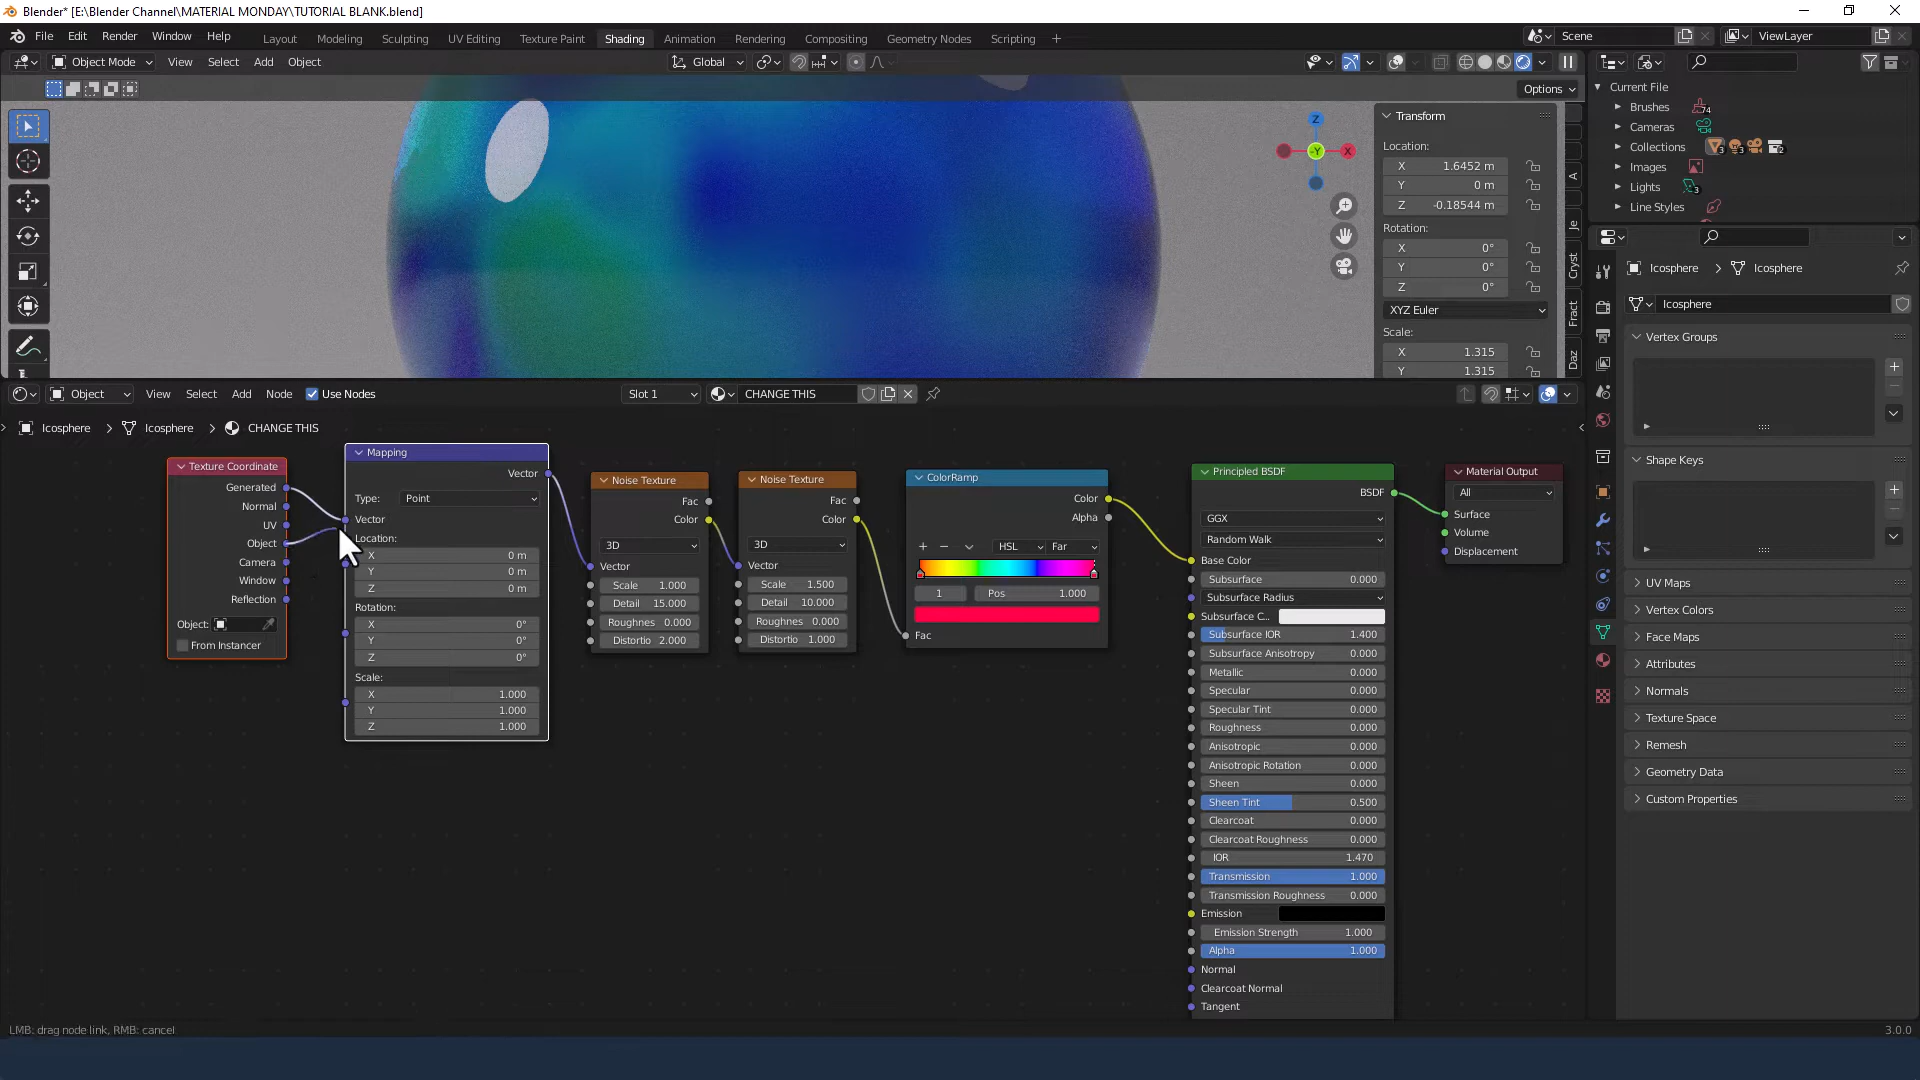 Blender* [E:\Blender Channel\MATERIAL MONDAY\TUTORIAL BLANK.blend]
File Edit Render Window Help Layout Modeling Sculpting UV Editing Texture Paint Shading Animation Rendering Compositing Geometry Nodes Scripting + Scene ViewLayer
Object Mode View Select Add Object Global
Options
Current File
Brushes 74
Cameras
Collections 3 3 2
Images
Lights 3
Line Styles
Transform
Location:
X 1.6452 m
Y 0 m
Z -0.18544 m
Rotation:
X 0°
Y 0°
Z 0°
XYZ Euler
Scale:
X 1.315
Y 1.315
Z
-Y
X
A
Je
Cryst
Fract
Daz
Object View Select Add Node Use Nodes Slot 1 CHANGE THIS
Icosphere > Icosphere > CHANGE THIS
Texture Coordinate
Generated
Normal
UV
Object
Camera
Window
Reflection
Object:
From Instancer
Mapping
Vector
Type: Point
Vector
Location:
X 0 m
Y 0 m
Z 0 m
Rotation:
X 0°
Y 0°
Z 0°
Scale:
X 1.000
Y 1.000
Z 1.000
Noise Texture
Fac
Color
3D
Vector
Scale 1.000
Detail 15.000
Roughnes 0.000
Distortio 2.000
Noise Texture
Fac
Color
3D
Vector
Scale 1.500
Detail 10.000
Roughnes 0.000
Distortio 1.000
ColorRamp
Color
Alpha
+ − HSL Far
1 Pos 1.000
Fac
Principled BSDF
BSDF
GGX
Random Walk
Base Color
Subsurface 0.000
Subsurface Radius
Subsurface C..
Subsurface IOR 1.400
Subsurface Anisotropy 0.000
Metallic 0.000
Specular 0.000
Specular Tint 0.000
Roughness 0.000
Anisotropic 0.000
Anisotropic Rotation 0.000
Sheen 0.000
Sheen Tint 0.500
Clearcoat 0.000
Clearcoat Roughness 0.000
IOR 1.470
Transmission 1.000
Transmission Roughness 0.000
Emission
Emission Strength 1.000
Alpha 1.000
Normal
Clearcoat Normal
Tangent
Material Output
All
Surface
Volume
Displacement
Icosphere > Icosphere
Icosphere
Vertex Groups
Shape Keys
UV Maps
Vertex Colors
Face Maps
Attributes
Normals
Texture Space
Remesh
Geometry Data
Custom Properties
LMB: drag node link, RMB: cancel
3.0.0